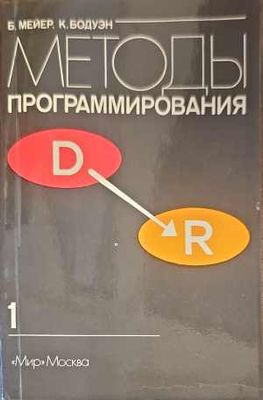 Б. МЕЙЕР, К. БОДУЭН
МЕТОДЫ
ПРОГРАММИРОВАНИЯ
D
R
1
«Мир» Москва